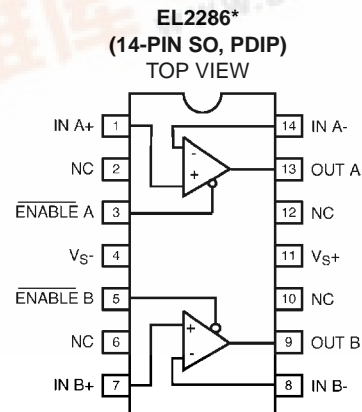 EL2286*
(14-PIN SO, PDIP)
TOP VIEW
IN A+ 1 14 IN A-
NC 2 - 13 OUT A
+
ENABLE A 3 12 NC
VS- 4 11 VS+
ENABLE B 5 10 NC
NC 6 + 9 OUT B
-
IN B+ 7 8 IN B-